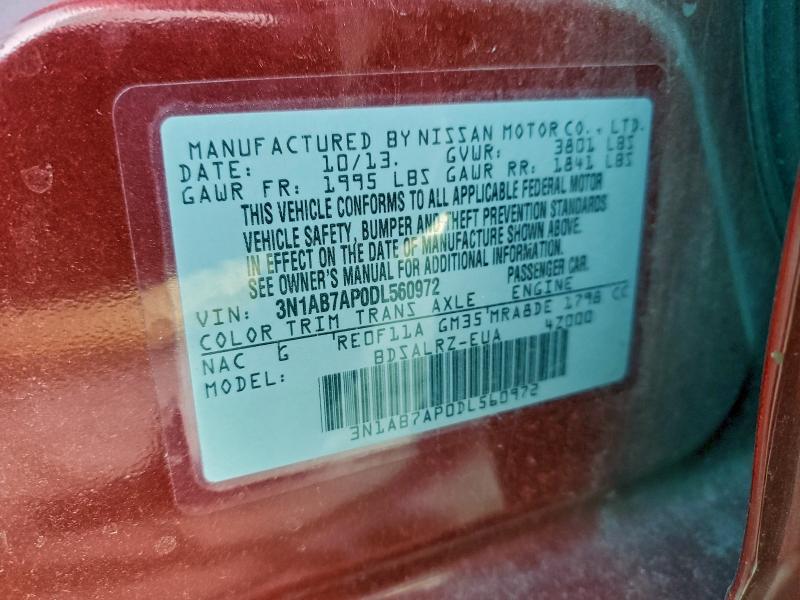 MANUFACTURED BY NISSAN MOTOR CO., LTD.
DATE: 10/13. GVWR: 3801 LBS
GAWR FR: 1995 LBS GAWR RR: 1841 LBS
THIS VEHICLE CONFORMS TO ALL APPLICABLE FEDERAL MOTOR
VEHICLE SAFETY, BUMPER AND THEFT PREVENTION STANDARDS
IN EFFECT ON THE DATE OF MANUFACTURE SHOWN ABOVE.
SEE OWNER'S MANUAL FOR ADDITIONAL INFORMATION.
VIN: 3N1AB7AP0DL560972 PASSENGER CAR.
COLOR TRIM TRANS AXLE ENGINE
NAC G RE0F11A GM35 MRA8DE 1798 CC
MODEL: BDSALRZ-EUA 4Z000
3N1AB7AP0DL560972